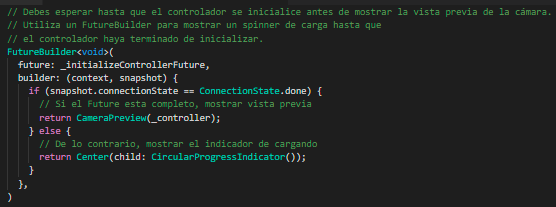 // Debes esperar hasta que el controlador se inicialice antes de mostrar la vista previa de la cámara.
// Utiliza un FutureBuilder para mostrar un spinner de carga hasta que
// el controlador haya terminado de inicializar.
FutureBuilder<void>(
  future: _initializeControllerFuture,
  builder: (context, snapshot) {
    if (snapshot.connectionState == ConnectionState.done) {
      // Si el Future esta completo, mostrar vista previa
      return CameraPreview(_controller);
    } else {
      // De lo contrario, mostrar el indicador de cargando
      return Center(child: CircularProgressIndicator());
    }
  },
)